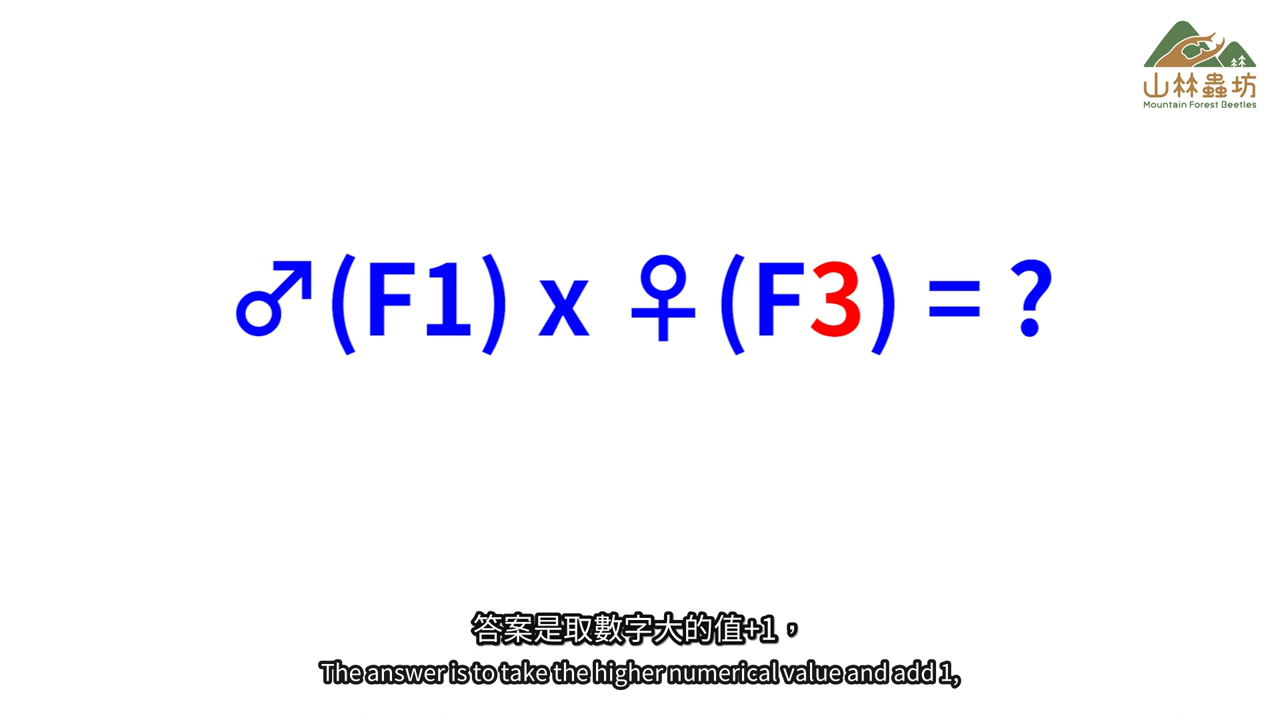 山林蟲坊
Mountain Forest Beetles
♂(F1) x ♀(F3) = ?
答案是取數字大的值+1，
The answer is to take the higher numerical value and add 1,